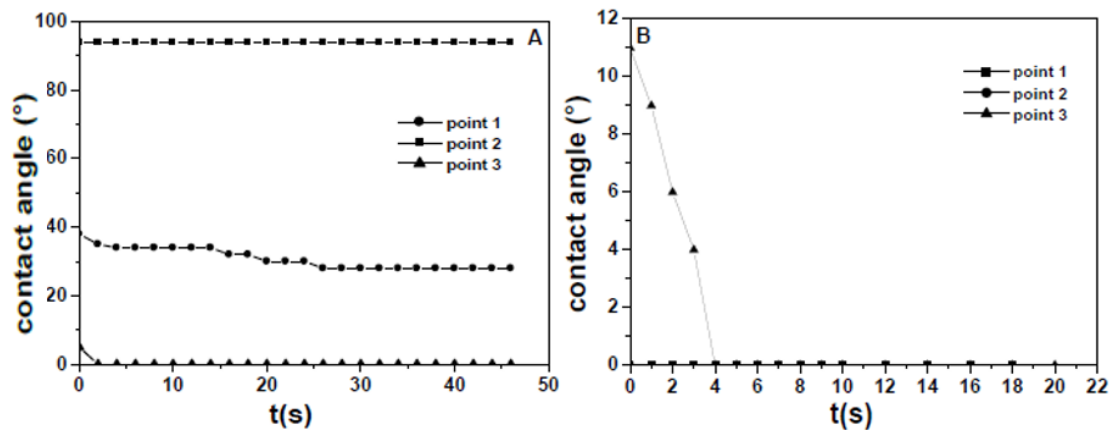 A
100
80
60
40
20
0
contact angle (°)
point 1
point 2
point 3
0 10 20 30 40 50
t(s)
B
12
10
8
6
4
2
0
contact angle (°)
point 1
point 2
point 3
0 2 4 6 8 10 12 14 16 18 20 22
t(s)